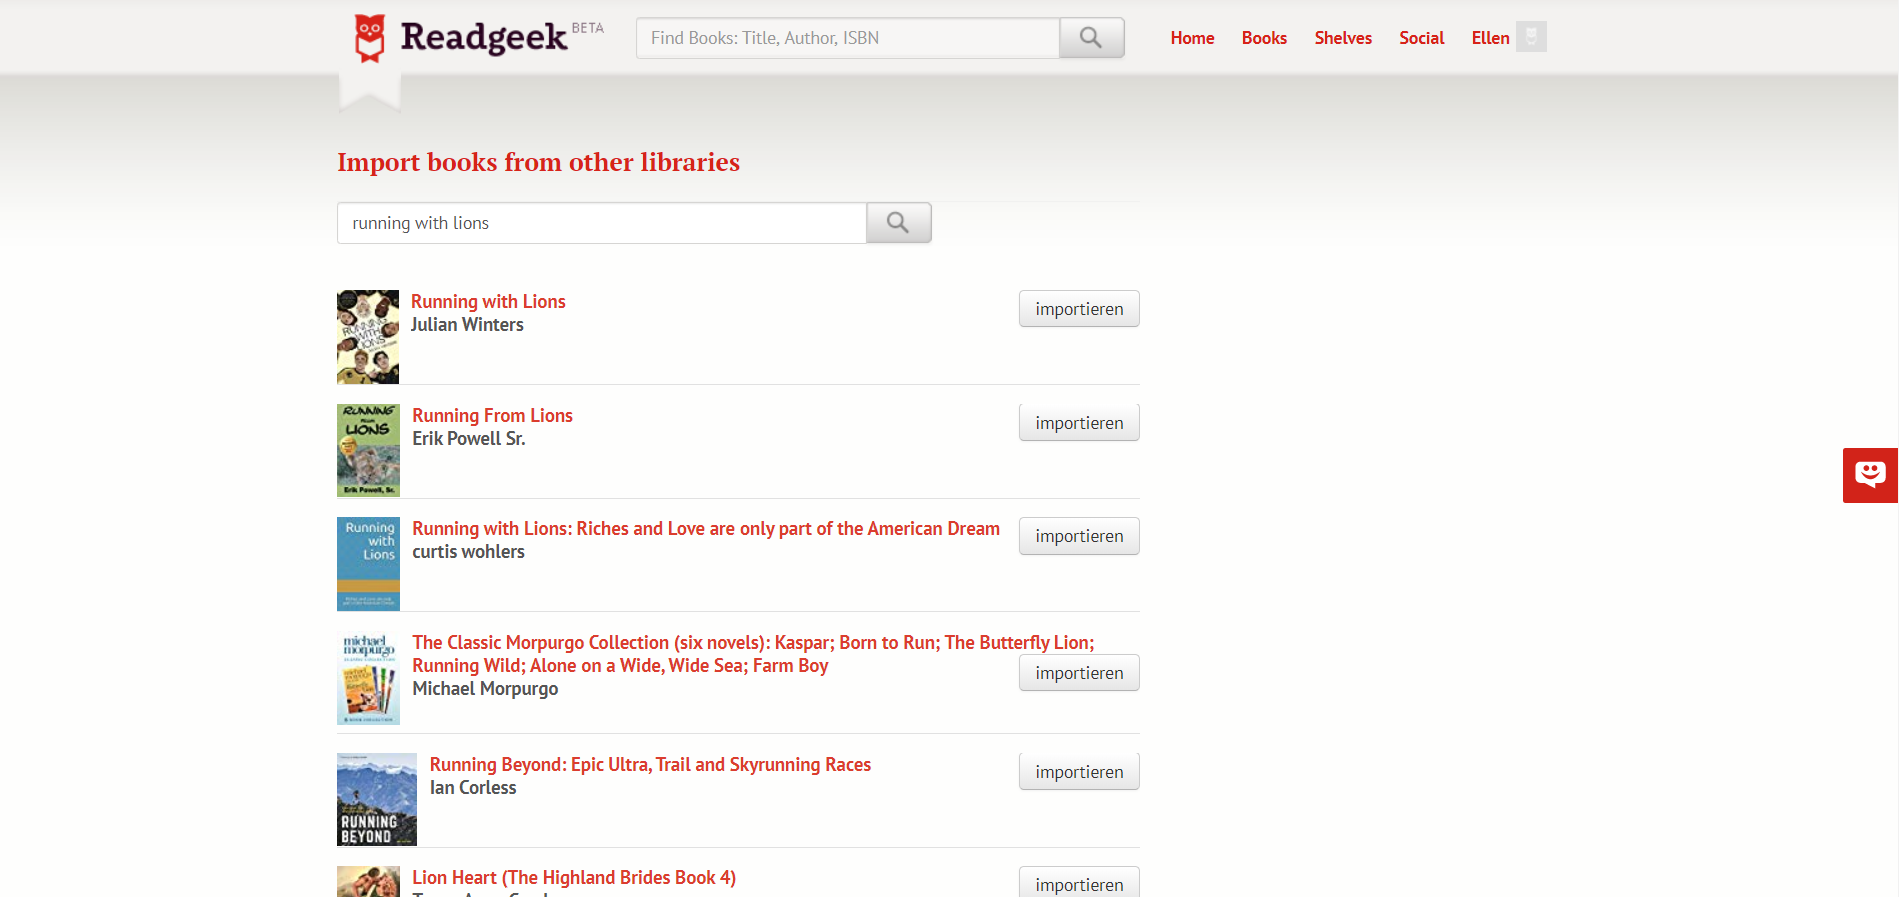 Readgeek BETA
Find Books: Title, Author, ISBN
Home Books Shelves Social Ellen
Import books from other libraries
running with lions
RUNNING WITH LIONS
Running with Lions
Julian Winters
importieren
RUNNING FROM LIONS
Erik Powell, Sr.
Running From Lions
Erik Powell Sr.
importieren
Running
with
Lions
Running with Lions: Riches and Love are only part of the American Dream
curtis wohlers
importieren
michael
morpurgo
The Classic Morpurgo Collection (six novels): Kaspar; Born to Run; The Butterfly Lion;
Running Wild; Alone on a Wide, Wide Sea; Farm Boy
Michael Morpurgo
importieren
RUNNING
BEYOND
Running Beyond: Epic Ultra, Trail and Skyrunning Races
Ian Corless
importieren
Lion Heart (The Highland Brides Book 4)
importieren